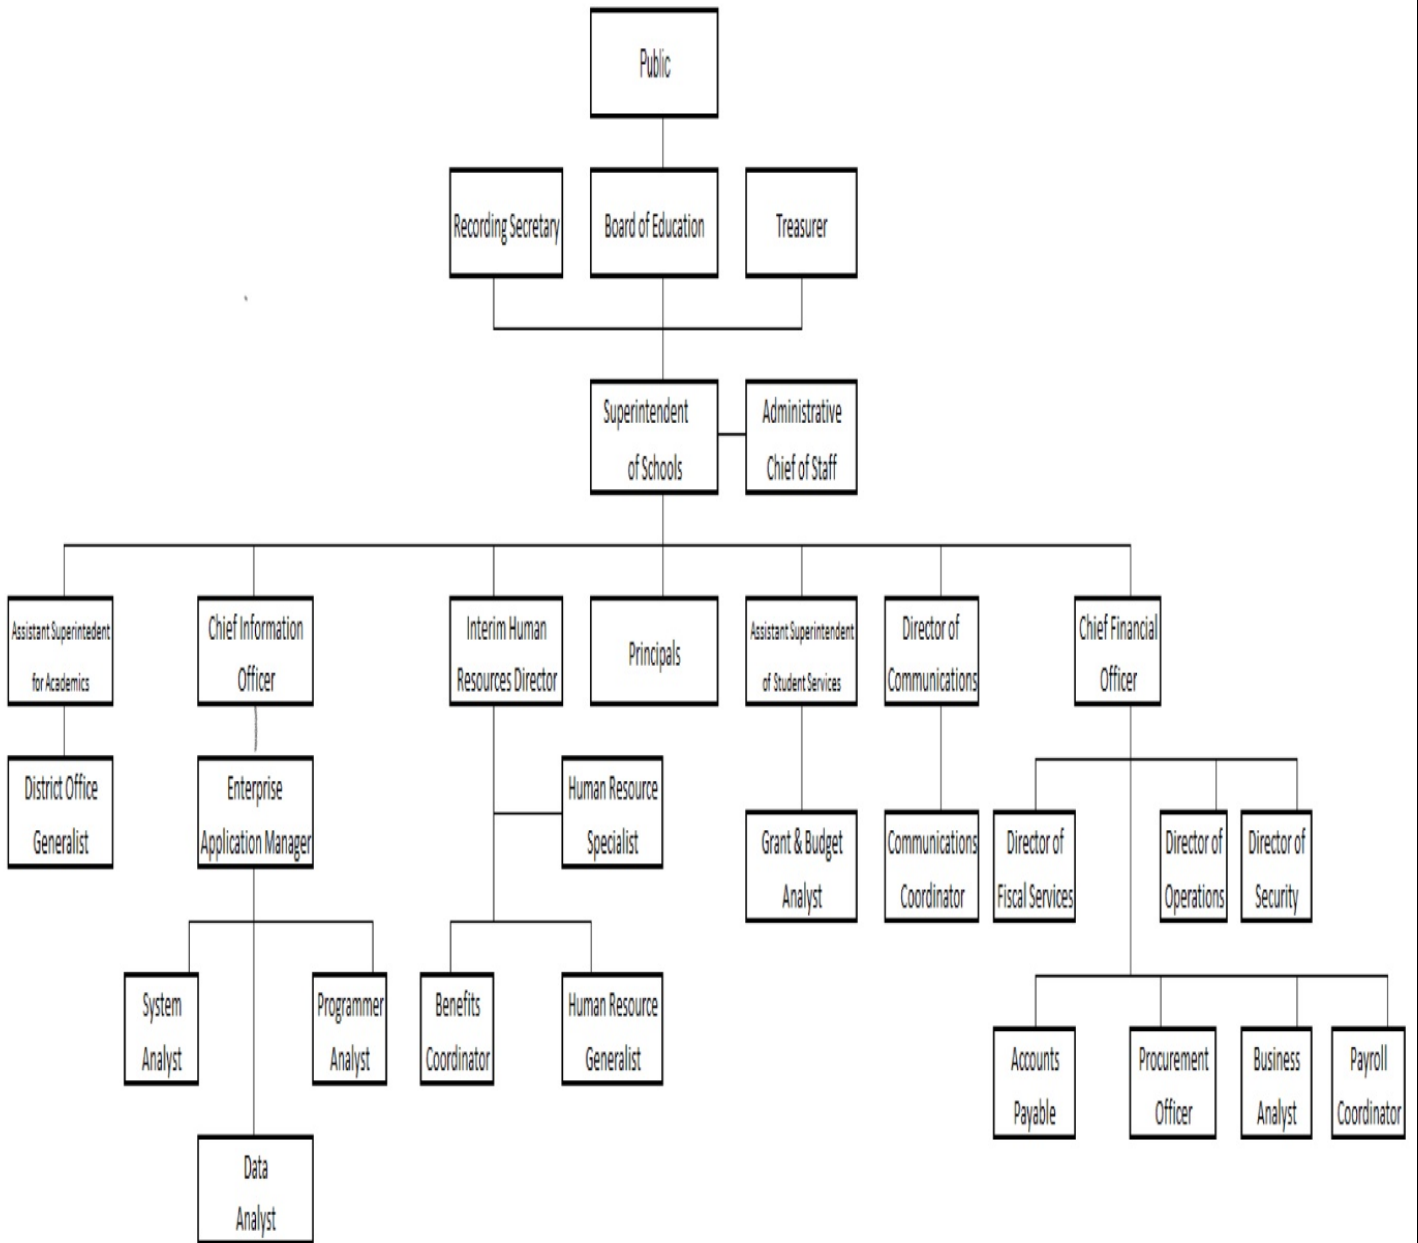 Public
Recording Secretary
Board of Education
Treasurer
Superintendent
of Schools
Administrative
Chief of Staff
Assistant Superintedent
for Academics
Chief Information
Officer
Interim Human
Resources Director
Principals
Assistant Superintendent
of Student Services
Director of
Communications
Chief Financial
Officer
District Office
Generalist
Enterprise
Application Manager
Human Resource
Specialist
Grant & Budget
Analyst
Communications
Coordinator
Director of
Fiscal Services
Director of
Operations
Director of
Security
System
Analyst
Programmer
Analyst
Benefits
Coordinator
Human Resource
Generalist
Accounts
Payable
Procurement
Officer
Business
Analyst
Payroll
Coordinator
Data
Analyst